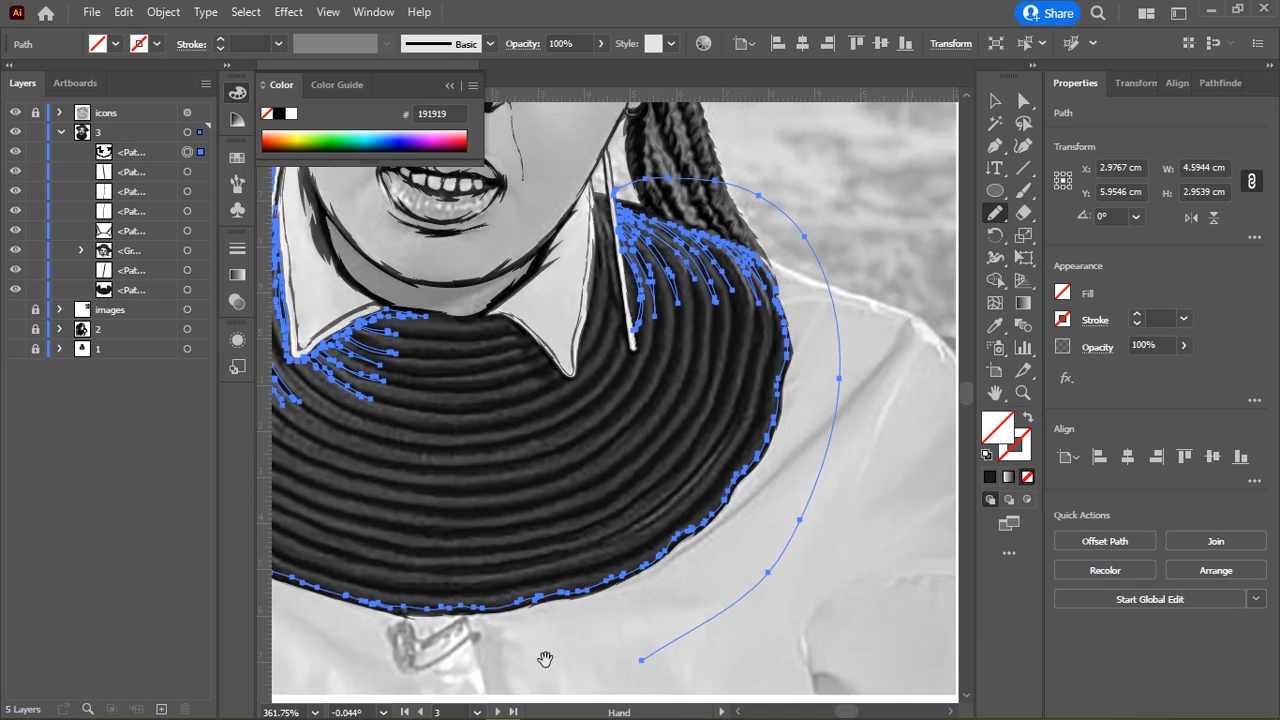 Ai File Edit Object Type Select Effect View Window Help Share
Path Stroke: Basic Opacity: 100% Style: Transform
Layers Artboards
Color Color Guide
# 191919
Properties Transform Align Pathfinde
icons
3
<Pat...
<Pat...
<Pat...
<Pat...
<Pat...
<Gr...
<Pat...
<Pat...
images
2
1
5 Layers
Path
Transform
X: 2.9767 cm W: 4.5944 cm
Y: 5.9546 cm H: 2.9539 cm
0°
Appearance
Fill
Stroke
Opacity 100%
fx.
Align
Quick Actions
Offset Path Join
Recolor Arrange
Start Global Edit
361.75% -0.044° 3 Hand